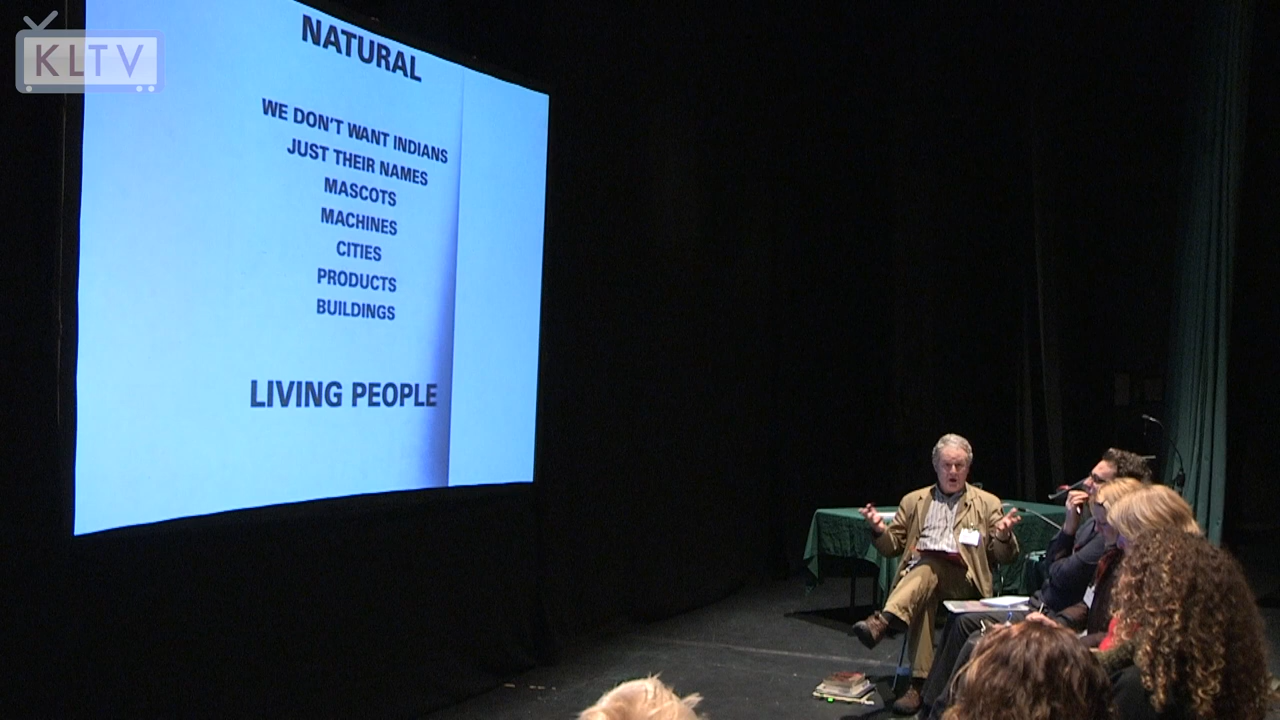 KLTV
NATURAL
WE DON'T WANT INDIANS
JUST THEIR NAMES
MASCOTS
MACHINES
CITIES
PRODUCTS
BUILDINGS
LIVING PEOPLE